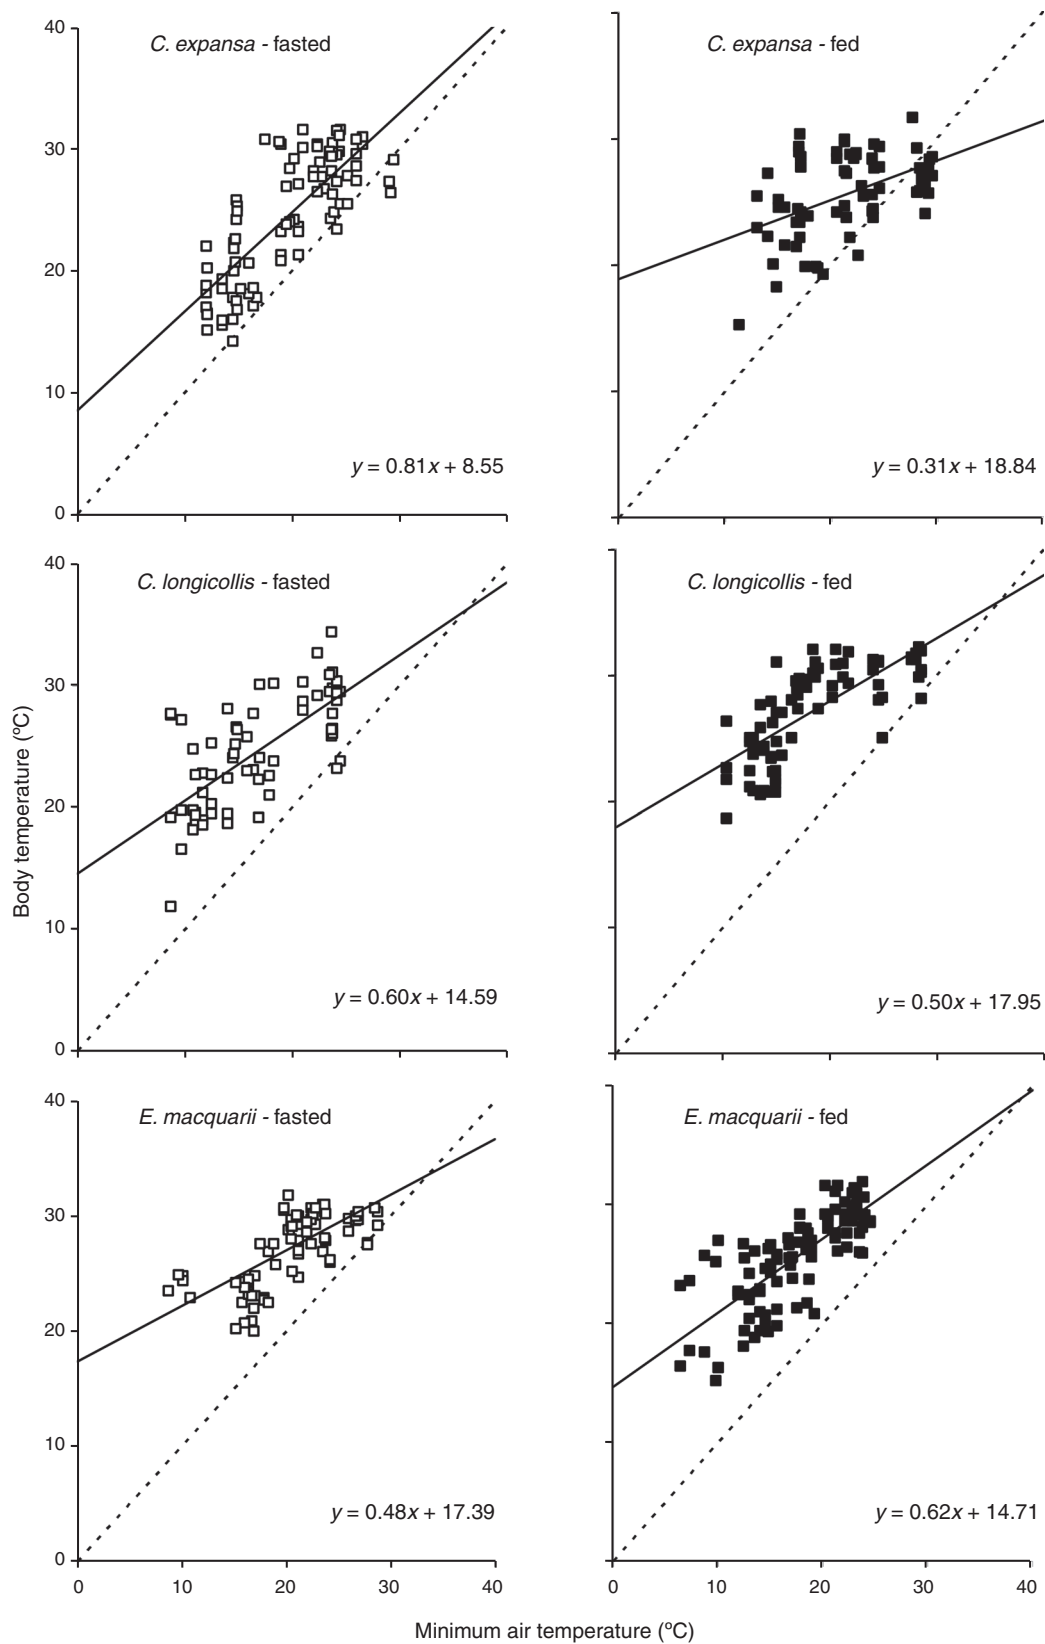 C. expansa - fasted
C. expansa - fed
40
30
20
10
0
y = 0.81x + 8.55
y = 0.31x + 18.84
C. longicollis - fasted
C. longicollis - fed
40
30
20
10
0
y = 0.60x + 14.59
y = 0.50x + 17.95
Body temperature (ºC)
E. macquarii - fasted
E. macquarii - fed
40
30
20
10
0
y = 0.48x + 17.39
y = 0.62x + 14.71
0 10 20 30 40
0 10 20 30 40
Minimum air temperature (ºC)